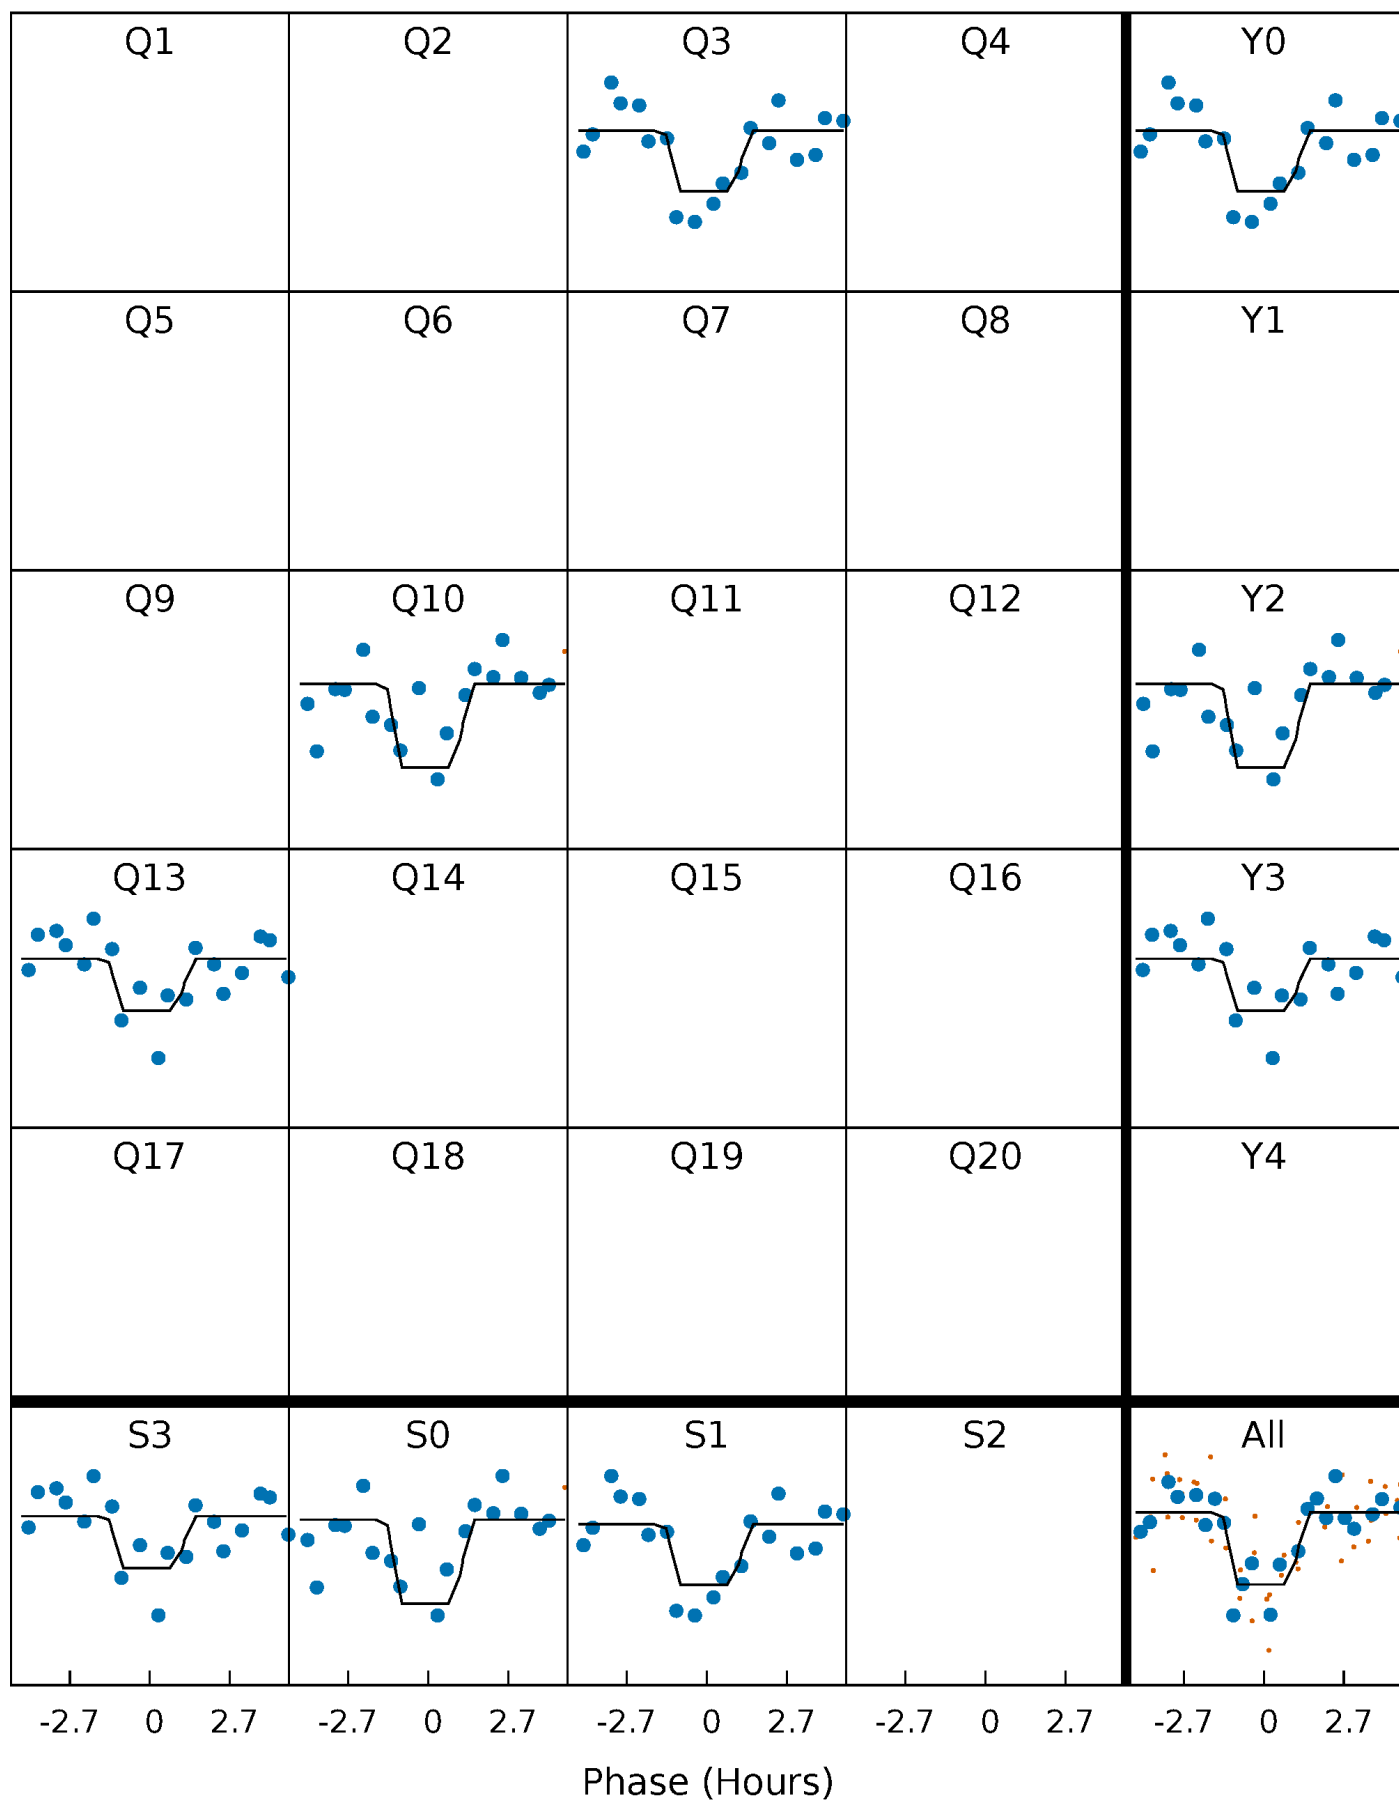 Q1 Q2 Q3 Q4 Y0
Q5 Q6 Q7 Q8 Y1
Q9 Q10 Q11 Q12 Y2
Q13 Q14 Q15 Q16 Y3
Q17 Q18 Q19 Q20 Y4
S3 S0 S1 S2 All
-2.7 0 2.7 -2.7 0 2.7 -2.7 0 2.7 -2.7 0 2.7 -2.7 0 2.7
Phase (Hours)